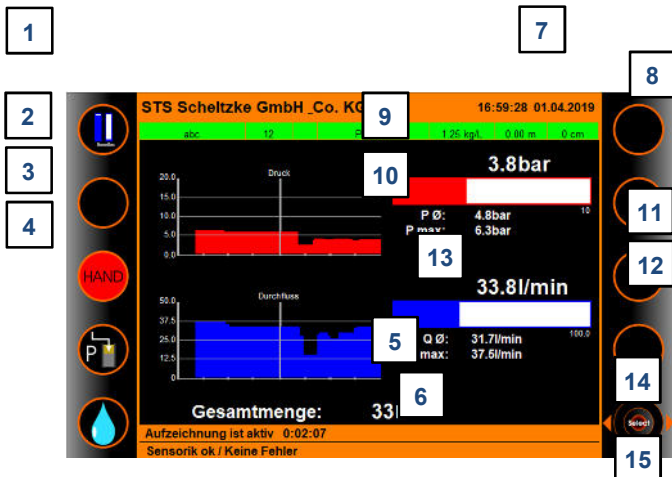 1
7
8
STS Scheltzke GmbH _Co. KG 16:59:28 01.04.2019
2
9
abc 12 P 1.25 kg/L 0.00 m 0 cm
3
10
3.8bar
Druck
20.0
15.0
10.0
5.0
0.0
10
4
11
P Ø: 4.8bar
P max: 6.3bar
13
12
HAND
33.8l/min
Durchfluss
50.0
37.5
25.0
12.5
0
100.0
P
5
Q Ø: 31.7l/min
max: 37.5l/min
14
6
Gesamtmenge: 33l
Select
Aufzeichnung ist aktiv 0:02:07
Sensorik ok / Keine Fehler
15